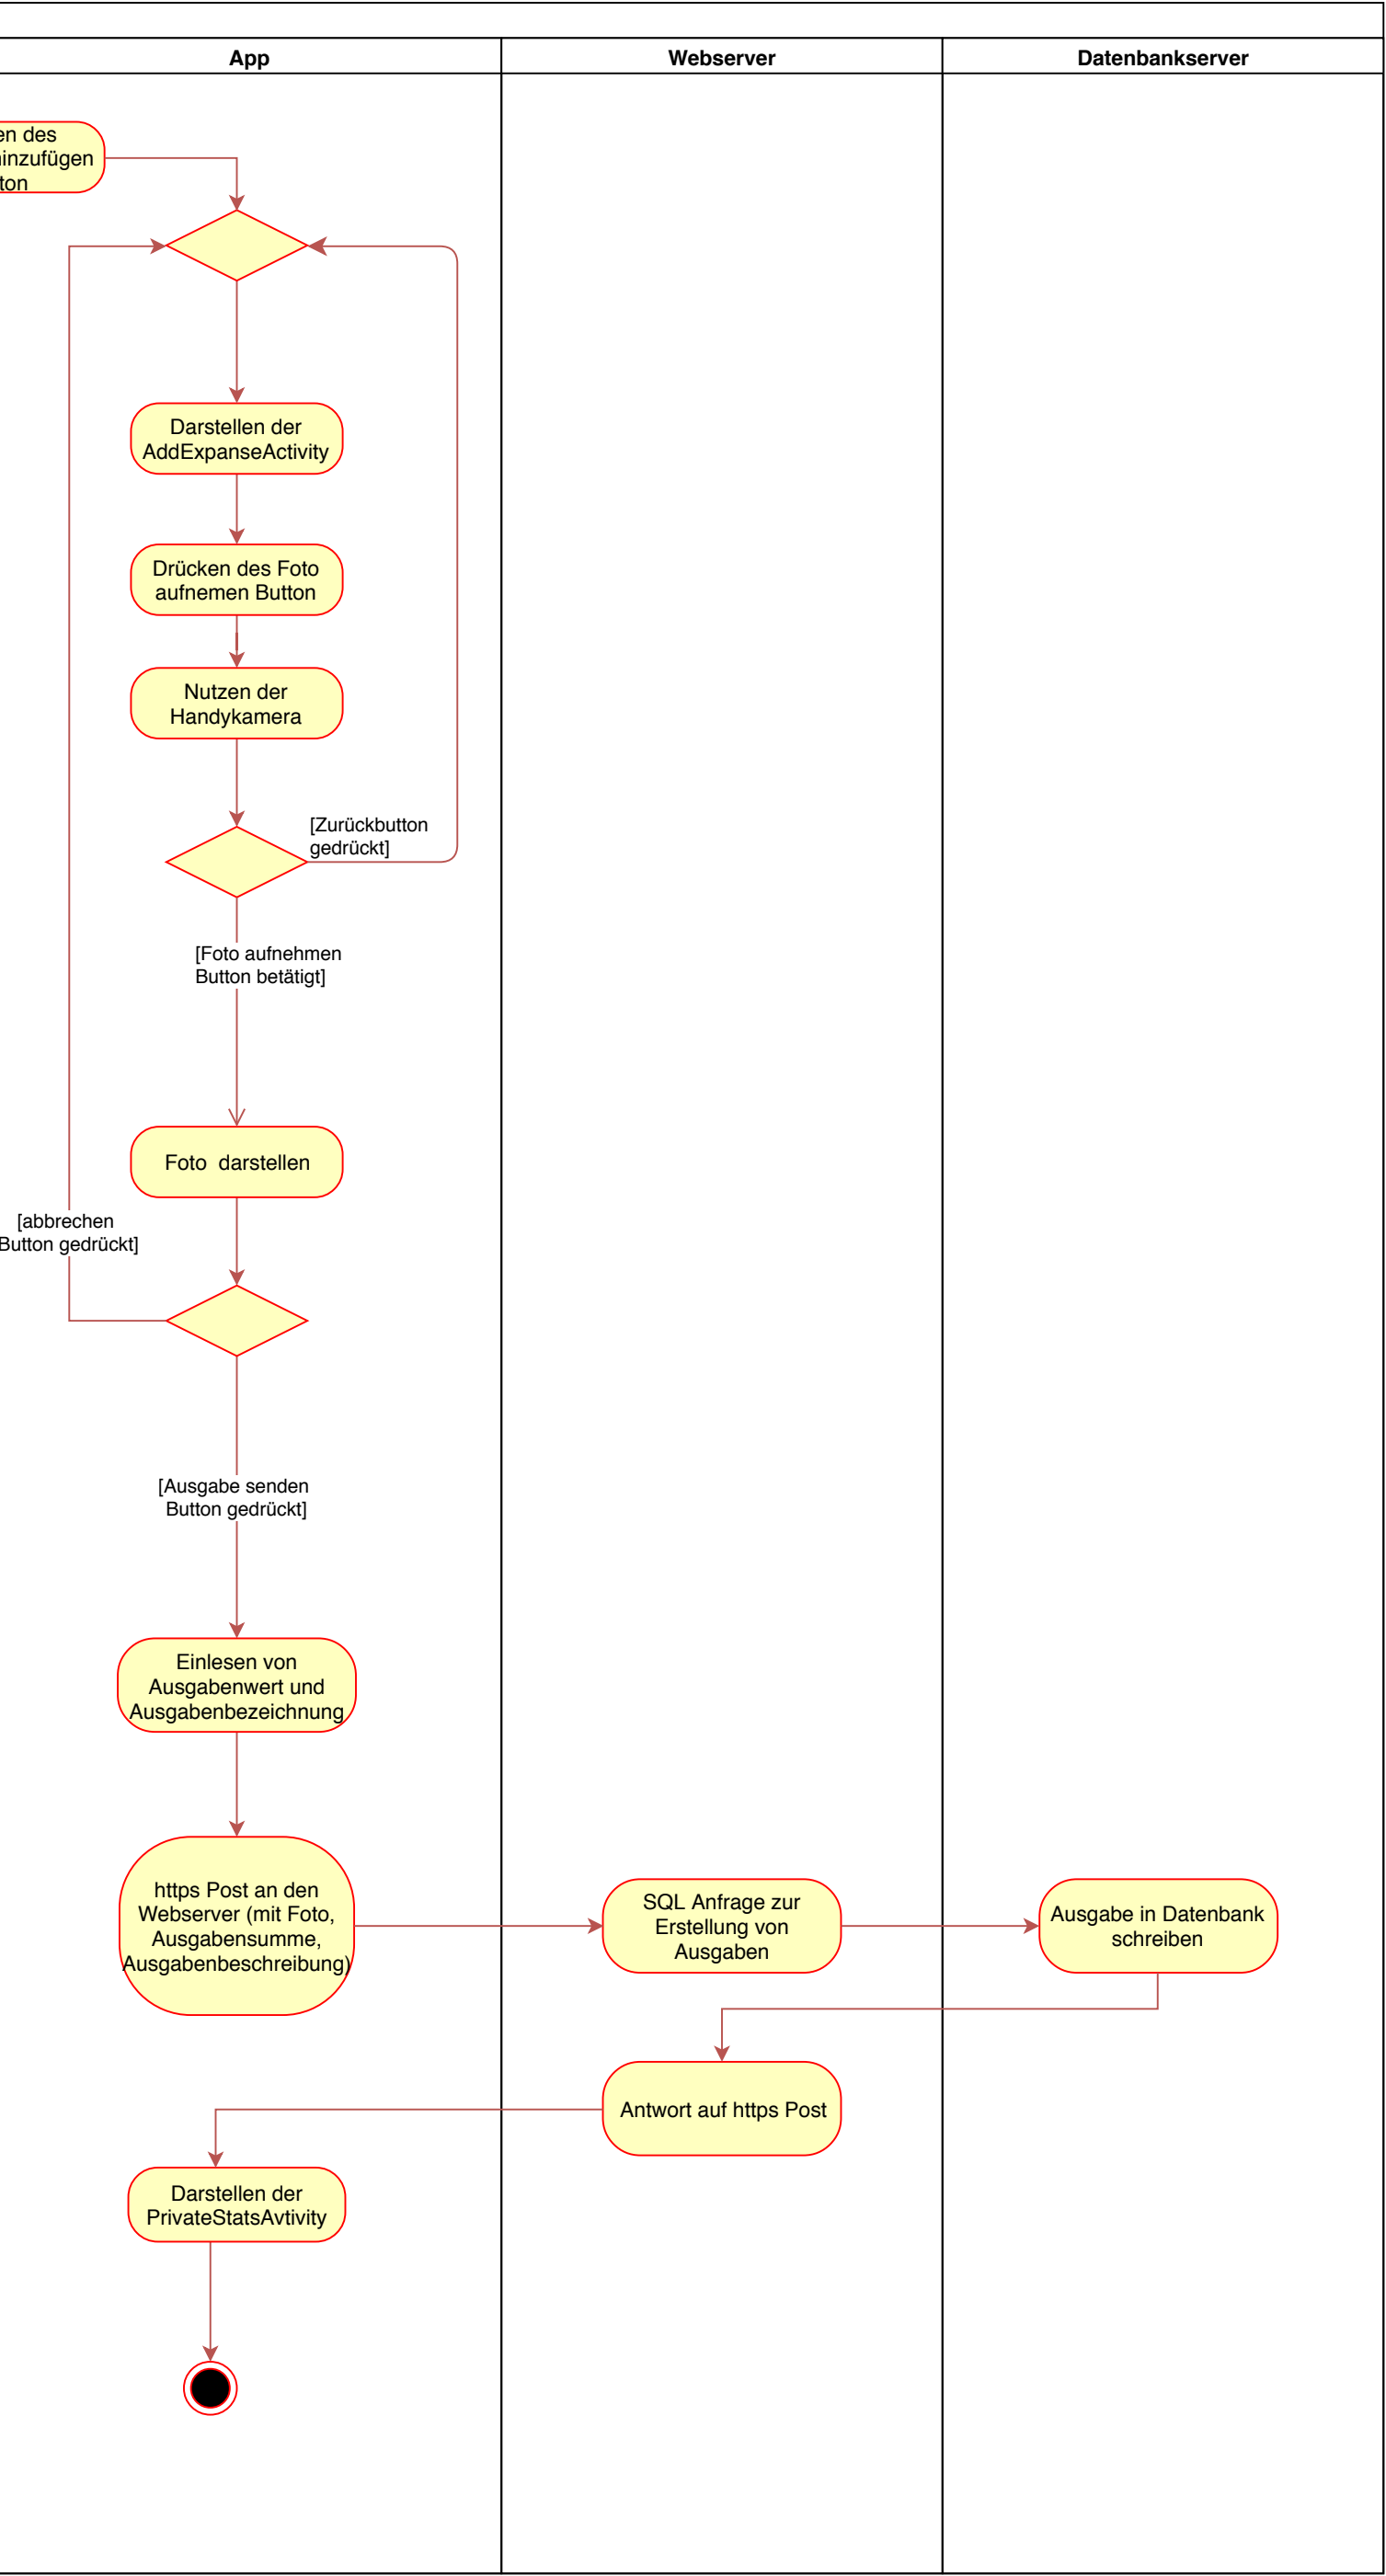 App
Webserver
Datenbankserver
en des
inzufügen
ton
Darstellen der
AddExpanseActivity
Drücken des Foto
aufnemen Button
Nutzen der
Handykamera
[Zurückbutton
gedrückt]
[Foto aufnehmen
Button betätigt]
Foto darstellen
[abbrechen
Button gedrückt]
[Ausgabe senden
Button gedrückt]
Einlesen von
Ausgabenwert und
Ausgabenbezeichnung
https Post an den
Webserver (mit Foto,
Ausgabensumme,
Ausgabenbeschreibung)
SQL Anfrage zur
Erstellung von
Ausgaben
Ausgabe in Datenbank
schreiben
Antwort auf https Post
Darstellen der
PrivateStatsAvtivity